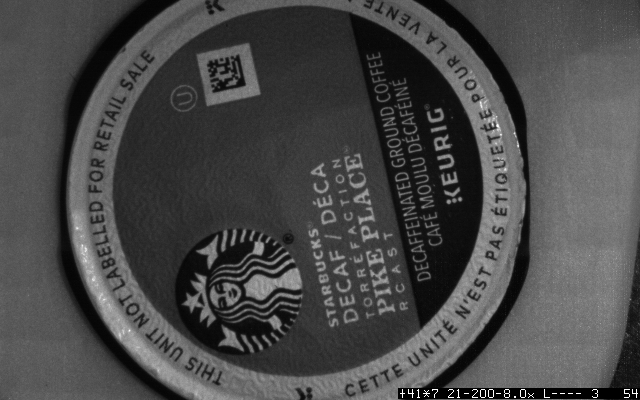 THIS UNIT NOT LABELLED FOR RETAIL SALE
CETTE UNITÉ N'EST PAS ÉTIQUETÉE POUR LA VENTE
U
STARBUCKS
DECAF / DÉCA
TORRÉFACTION
PIKE PLACE®
ROAST
DECAFFEINATED GROUND COFFEE
CAFÉ MOULU DÉCAFÉINÉ
KEURIG®
+41*7 21-200-8.0x L---- 3 54